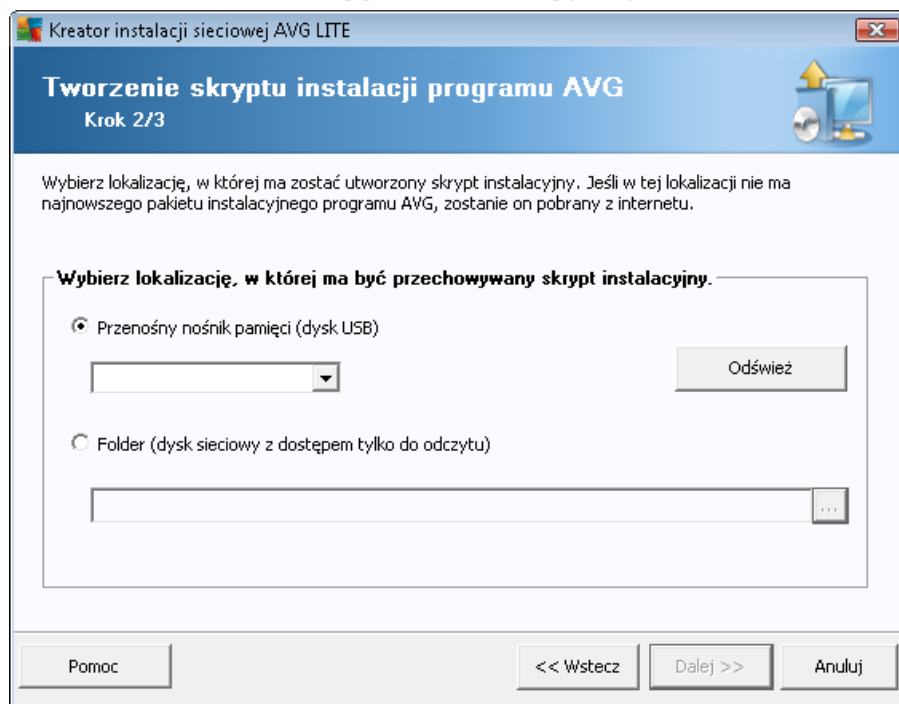 Kreator instalacji sieciowej AVG LITE
Tworzenie skryptu instalacji programu AVG
Krok 2/3
Wybierz lokalizację, w której ma zostać utworzony skrypt instalacyjny. Jeśli w tej lokalizacji nie ma
najnowszego pakietu instalacyjnego programu AVG, zostanie on pobrany z internetu.
Wybierz lokalizację, w której ma być przechowywany skrypt instalacyjny.
Przenośny nośnik pamięci (dysk USB)
Odśwież
Folder (dysk sieciowy z dostępem tylko do odczytu)
...
Pomoc
<< Wstecz
Dalej >>
Anuluj